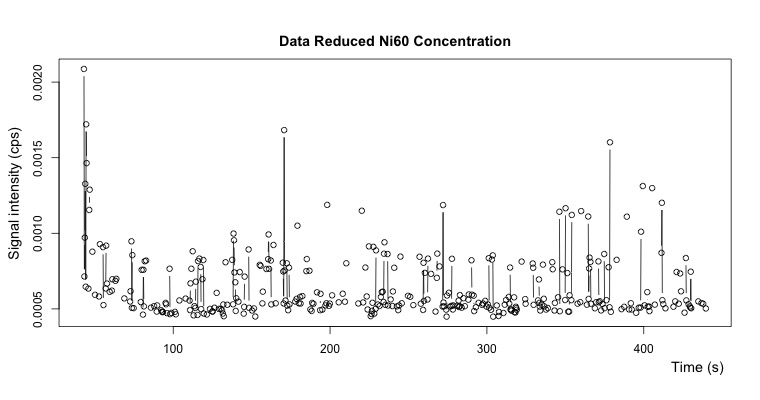 Data Reduced Ni60 Concentration
Signal intensity (cps)
0.0020
0.0015
0.0010
0.0005
100 200 300 400
Time (s)